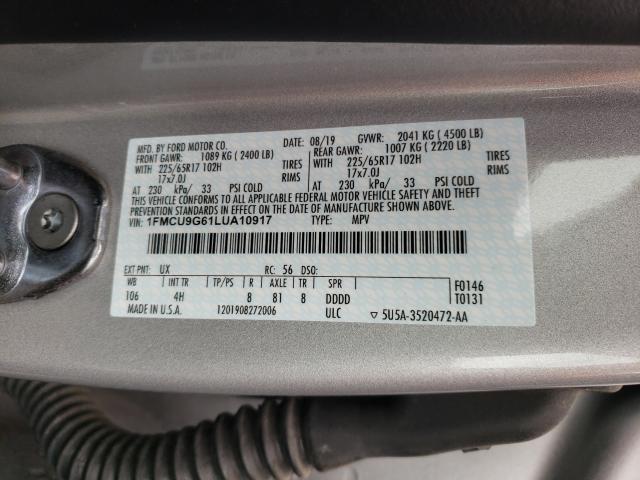 MFD. BY FORD MOTOR CO. DATE: 08/19 GVWR: 2041 KG ( 4500 LB)
FRONT GAWR: 1089 KG ( 2400 LB) REAR GAWR: 1007 KG ( 2220 LB)
WITH 225/65R17 102H TIRES WITH 225/65R17 102H TIRES
17x7.0J RIMS 17x7.0J RIMS
AT 230 kPa/ 33 PSI COLD AT 230 kPa/ 33 PSI COLD
THIS VEHICLE CONFORMS TO ALL APPLICABLE FEDERAL MOTOR VEHICLE SAFETY AND THEFT
PREVENTION STANDARDS IN EFFECT ON THE DATE OF MANUFACTURE SHOWN ABOVE.
VIN: 1FMCU9G61LUA10917 TYPE: MPV
EXT PNT: UX RC: 56 DSO:
WB INT TR TP/PS R AXLE TR SPR F0146
106 4H 8 81 8 DDDD T0131
MADE IN U.S.A. 1201908272006 ULC ▽ 5U5A-3520472-AA